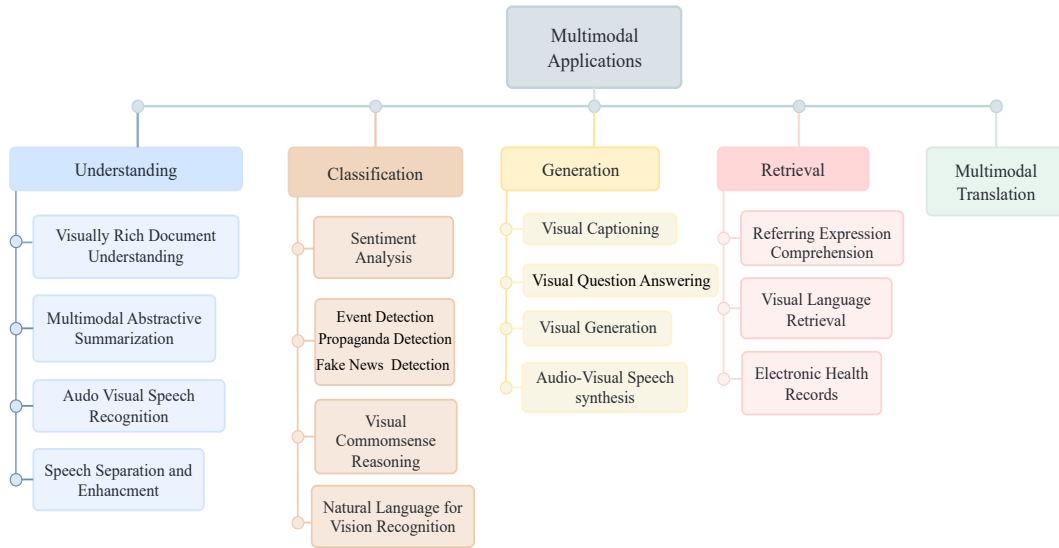 Multimodal
Applications
Understanding
Classification
Generation
Retrieval
Multimodal
Translation
Visually Rich Document
Understanding
Multimodal Abstractive
Summarization
Audo Visual Speech
Recognition
Speech Separation and
Enhancment
Sentiment
Analysis
Event Detection
Propaganda Detection
Fake News Detection
Visual
Commomsense
Reasoning
Natural Language for
Vision Recognition
Visual Captioning
Visual Question Answering
Visual Generation
Audio-Visual Speech
synthesis
Referring Expression
Comprehension
Visual Language
Retrieval
Electronic Health
Records